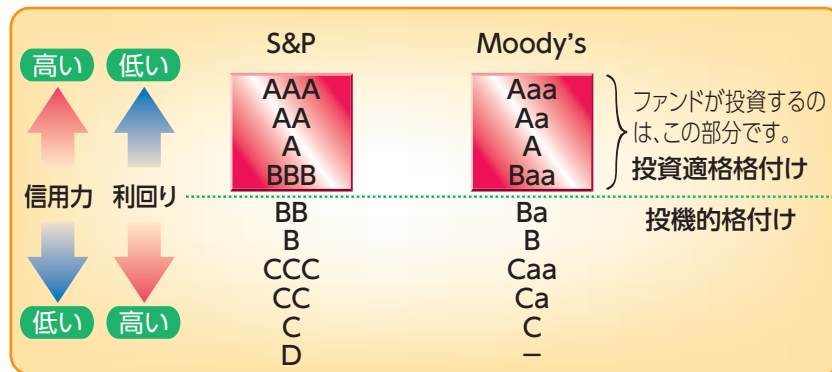 S&P Moody's
高い 低い
AAA Aaa
AA Aa
A A
BBB Baa
ファンドが投資するの
は、この部分です。
投資適格格付け
信用力 利回り
投機的格付け
BB Ba
B B
CCC Caa
CC Ca
C C
D －
低い 高い